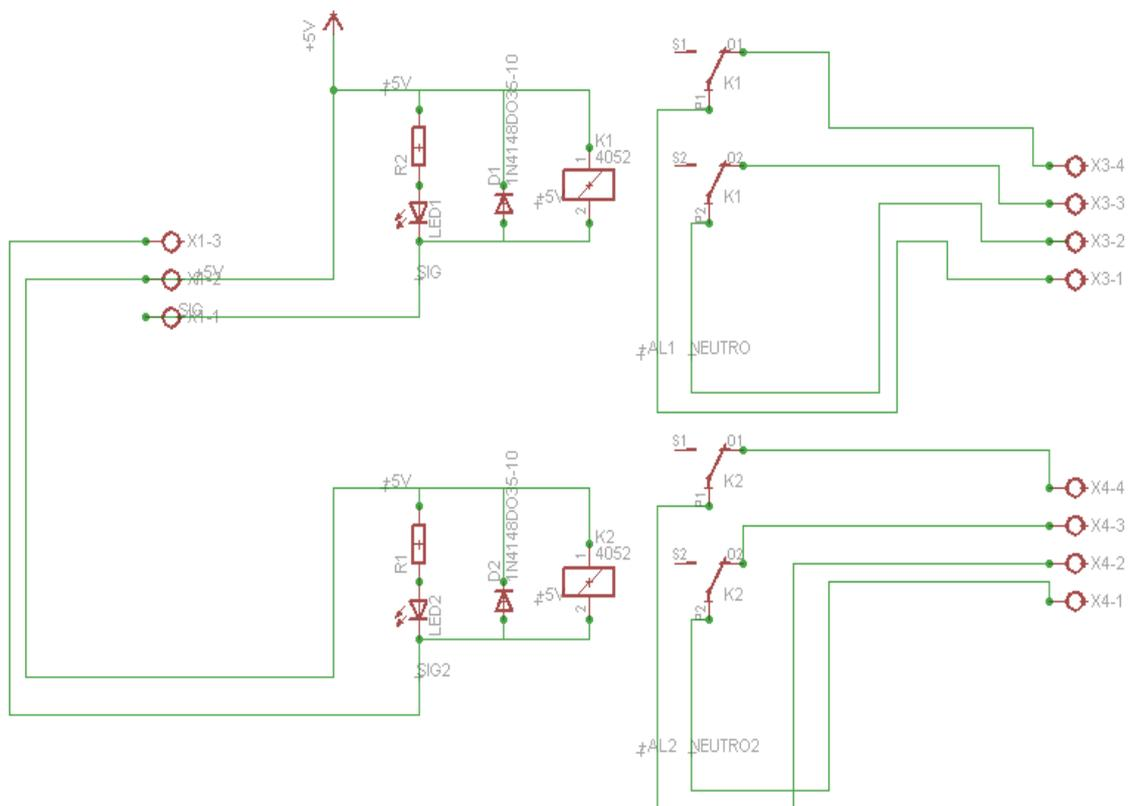 +5V
+5V
R2
LED1
D1
1N4148DO35-10
K1
4052
1
+5V
2
SIG
X1-3
X1-2
+5V
SIG
X1-1
S1
O1
P1
K1
S2
O2
P2
K1
X3-4
X3-3
X3-2
X3-1
+AL1
NEUTRO
+5V
R1
LED2
D2
1N4148DO35-10
K2
4052
1
+5V
2
SIG2
S1
O1
P1
K2
S2
O2
P2
K2
X4-4
X4-3
X4-2
X4-1
+AL2
NEUTRO2